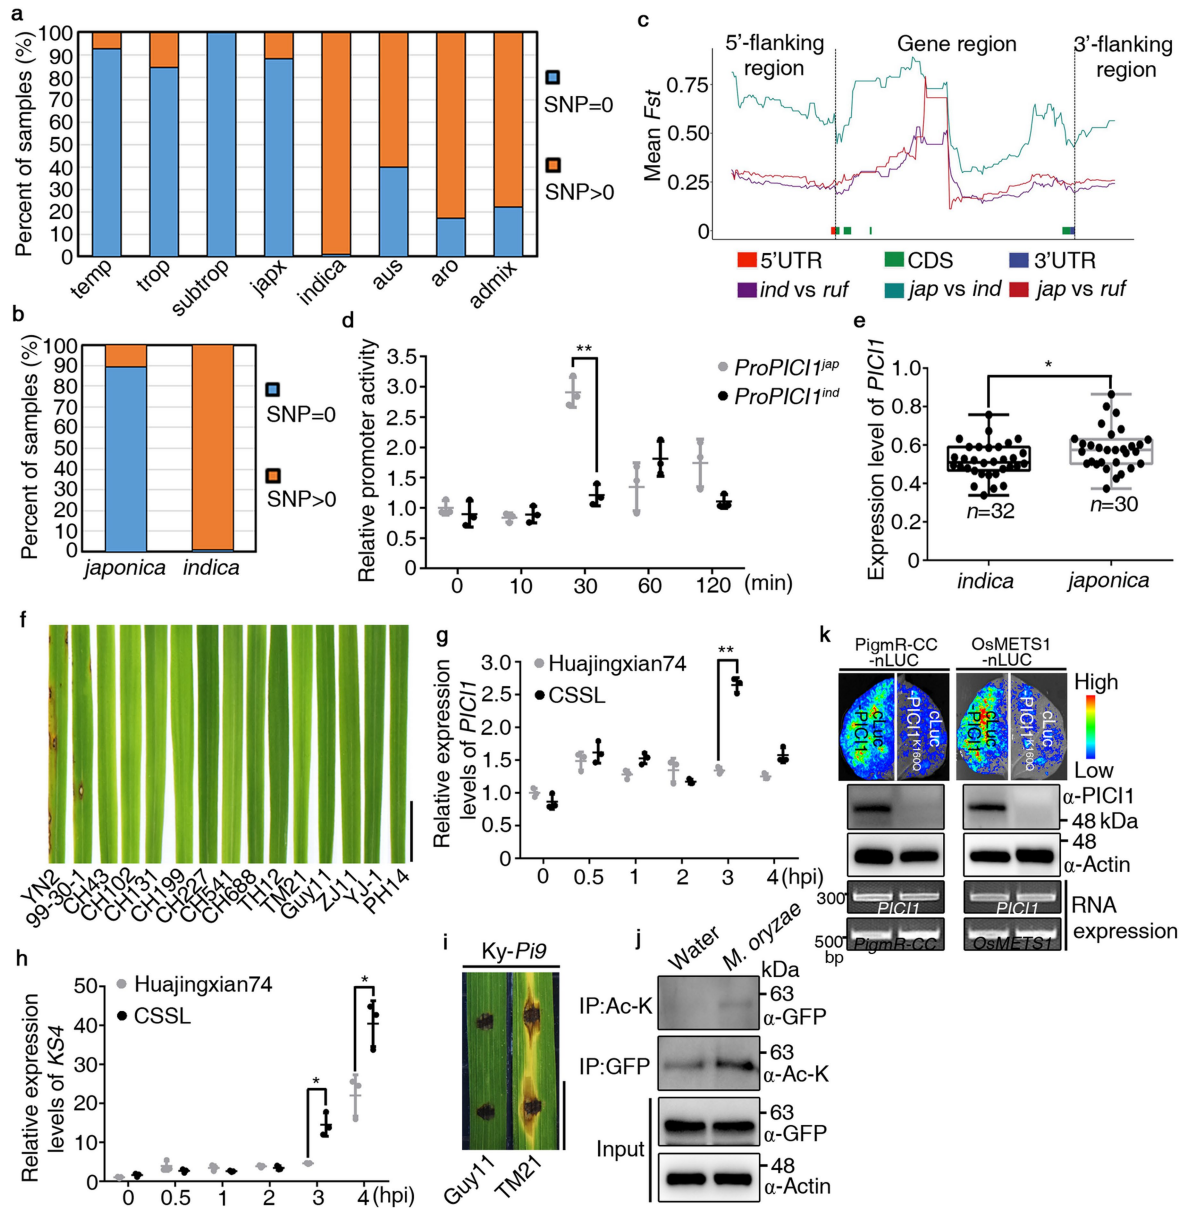 a
Percent of samples (%)
100
90
80
70
60
50
40
30
20
10
0
temp
trop
subtrop
japx
indica
aus
aro
admix
SNP=0
SNP>0
b
Percent of samples (%)
100
90
80
70
60
50
40
30
20
10
0
japonica
indica
SNP=0
SNP>0
c
5'-flanking region
Gene region
3'-flanking region
Mean Fst
0.75
0.50
0.25
0
5'UTR
CDS
3'UTR
ind vs ruf
jap vs ind
jap vs ruf
d
Relative promoter activity
3.5
3.0
2.5
2.0
1.5
1.0
0.5
0
**
ProPICI1jap
ProPICI1ind
0
10
30
60
120
(min)
e
Expression level of PICI1
1.0
0.8
0.6
0.4
0.2
0
*
n=32
n=30
indica
japonica
f
YN2
99-30-1
CH43
CH102
CH131
CH199
CH227
CH541
CH688
TH12
TM21
Guy11
ZJ11
YJ-1
PH14
g
Relative expression
levels of PICI1
Huajingxian74
CSSL
3.0
2.5
2.0
1.5
1.0
0.5
0
**
0
0.5
1
2
3
4
(hpi)
h
Relative expression
levels of KS4
Huajingxian74
CSSL
50
40
30
20
10
0
*
*
0
0.5
1
2
3
4
(hpi)
i
Ky-Pi9
Guy11
TM21
j
Water
M. oryzae
kDa
IP:Ac-K
63
α-GFP
IP:GFP
63
α-Ac-K
Input
63
α-GFP
48
α-Actin
k
PigmR-CC
-nLUC
OsMETS1
-nLUC
cLuc
PICI1
cLuc
-PICI1K160Q
cLuc
PICI1
cLuc
-PICI1K160Q
High
Low
α-PICI1
48 kDa
48
α-Actin
300
PICI1
PICI1
500
bp
PigmR-CC
OsMETS1
RNA
expression